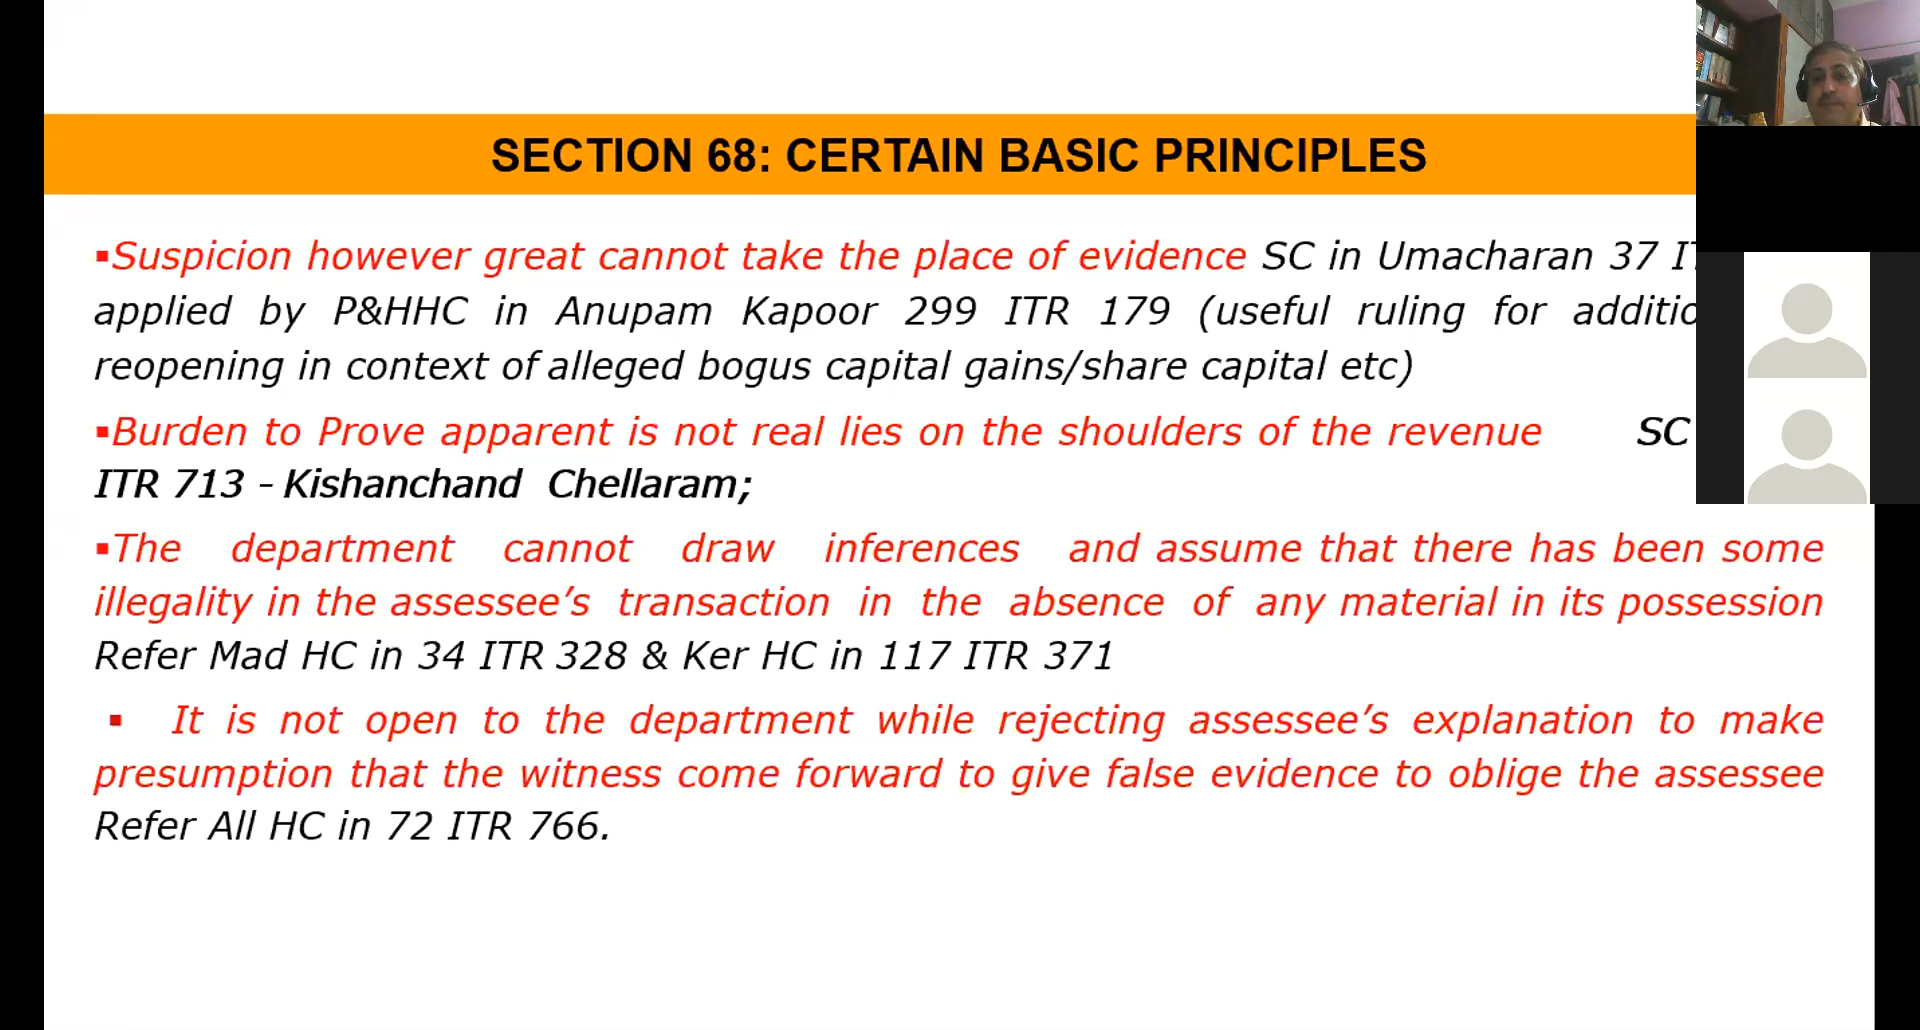 SECTION 68: CERTAIN BASIC PRINCIPLES
▪Suspicion however great cannot take the place of evidence SC in Umacharan 37
applied by P&HHC in Anupam Kapoor 299 ITR 179 (useful ruling for
reopening in context of alleged bogus capital gains/share capital etc)
▪Burden to Prove apparent is not real lies on the shoulders of the revenue SC
ITR 713 - Kishanchand Chellaram;
▪The department cannot draw inferences and assume that there has been some
illegality in the assessee’s transaction in the absence of any material in its possession
Refer Mad HC in 34 ITR 328 & Ker HC in 117 ITR 371
▪ It is not open to the department while rejecting assessee’s explanation to make
presumption that the witness come forward to give false evidence to oblige the assessee
Refer All HC in 72 ITR 766.